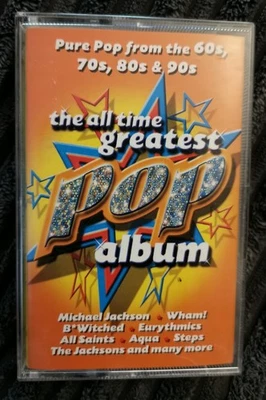 Pure Pop from the 60s,
70s, 80s & 90s
the all time
greatest
pop
album
Michael Jackson • Wham!
B*Witched • Eurythmics
All Saints • Aqua • Steps
The Jacksons and many more